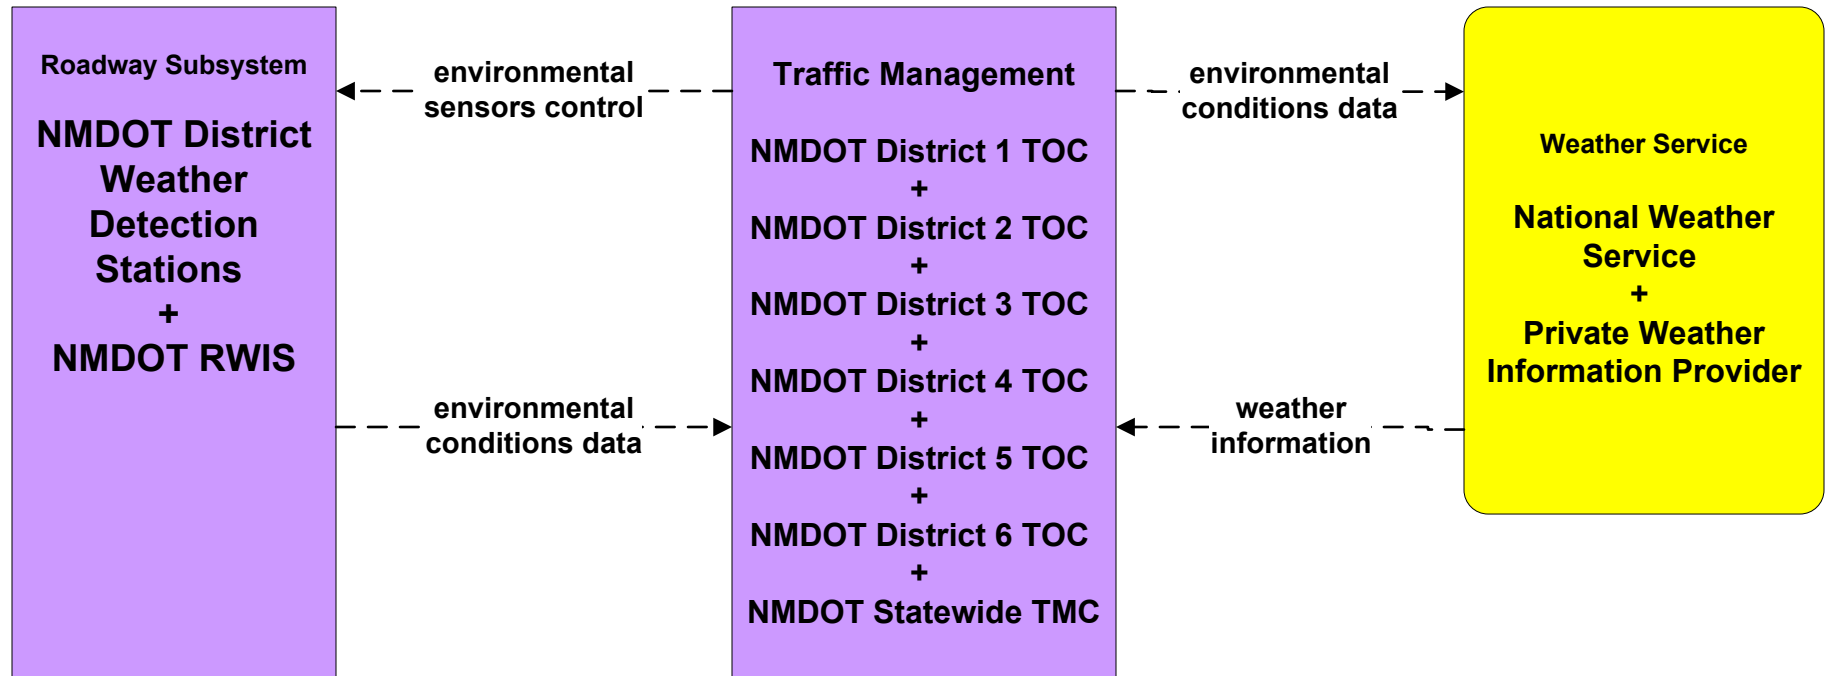 Roadway Subsystem
NMDOT District
Weather
Detection
Stations
+
NMDOT RWIS
environmental
sensors control
environmental
conditions data
Traffic Management
NMDOT District 1 TOC
+
NMDOT District 2 TOC
+
NMDOT District 3 TOC
+
NMDOT District 4 TOC
+
NMDOT District 5 TOC
+
NMDOT District 6 TOC
+
NMDOT Statewide TMC
environmental
conditions data
weather
information
Weather Service
National Weather
Service
+
Private Weather
Information Provider